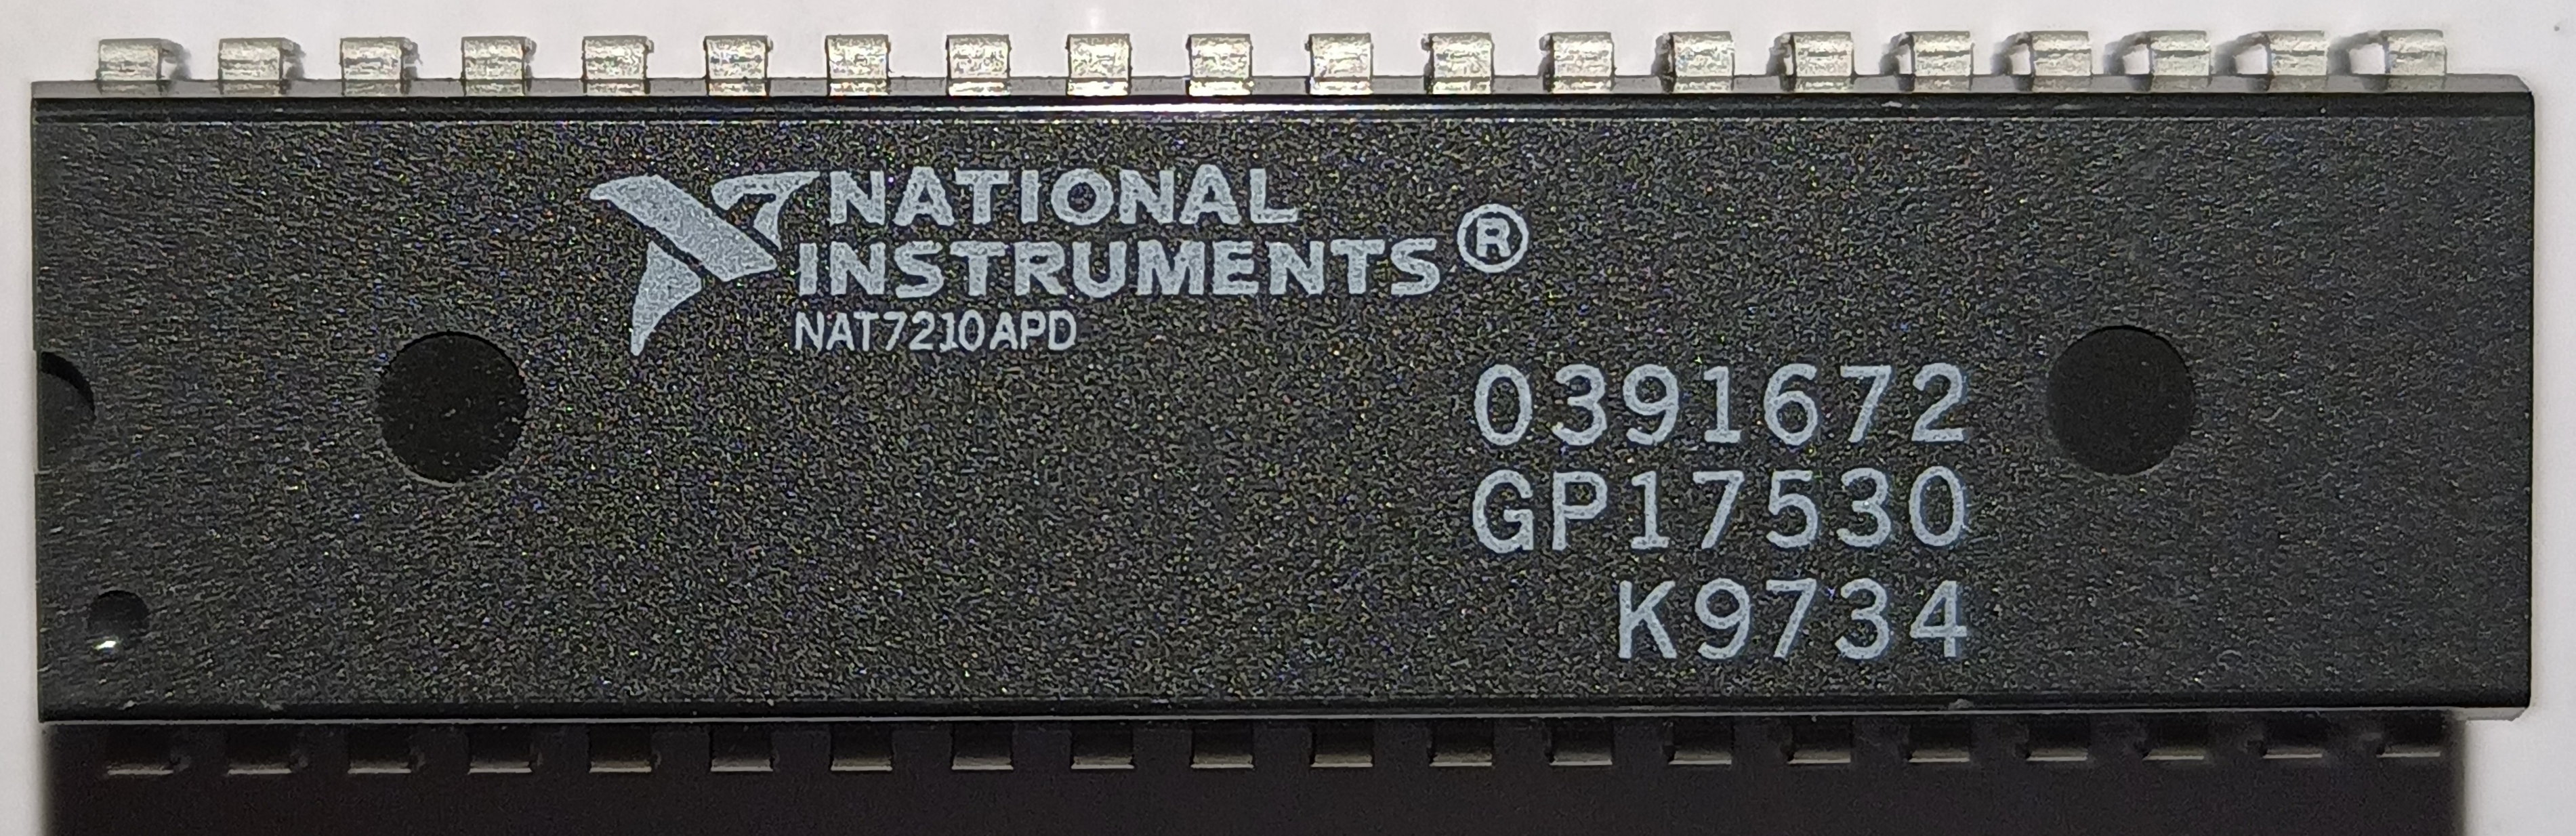 NATIONAL
INSTRUMENTS®
NAT7210APD
0391672
GP17530
K9734